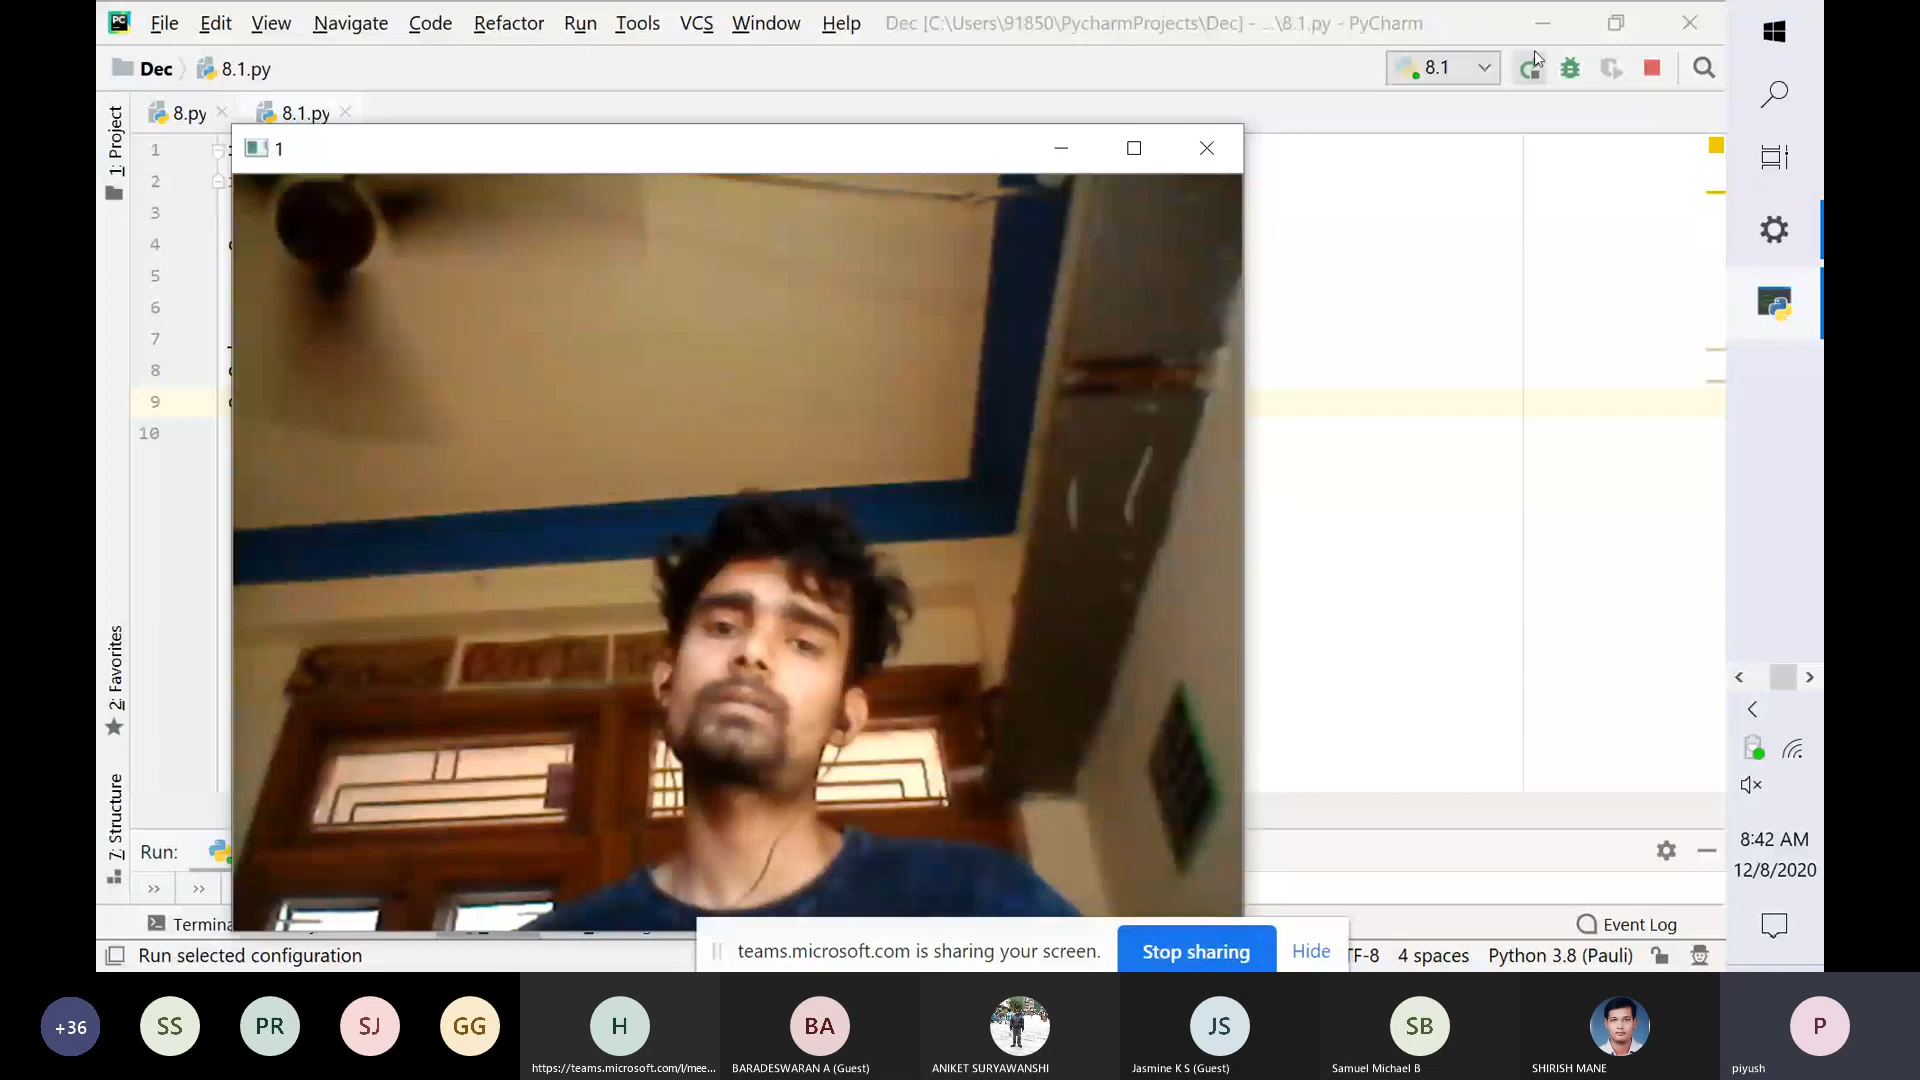 File Edit View Navigate Code Refactor Run Tools VCS Window Help Dec [C:\Users\91850\PycharmProjects\Dec] - ...\8.1.py - PyCharm
Dec 8.1.py
8.1
8.py 8.1.py
1: Project
1
1
2
3
4
5
6
7
8
9
10
2: Favorites
7: Structure
Run:
Event Log
Run selected configuration
teams.microsoft.com is sharing your screen. Stop sharing Hide
TF-8 4 spaces Python 3.8 (Pauli)
8:42 AM
12/8/2020
+36 SS PR SJ GG H BA JS SB P
https://teams.microsoft.com/l/mee... BARADESWARAN A (Guest) ANIKET SURYAWANSHI Jasmine K S (Guest) Samuel Michael B SHIRISH MANE piyush